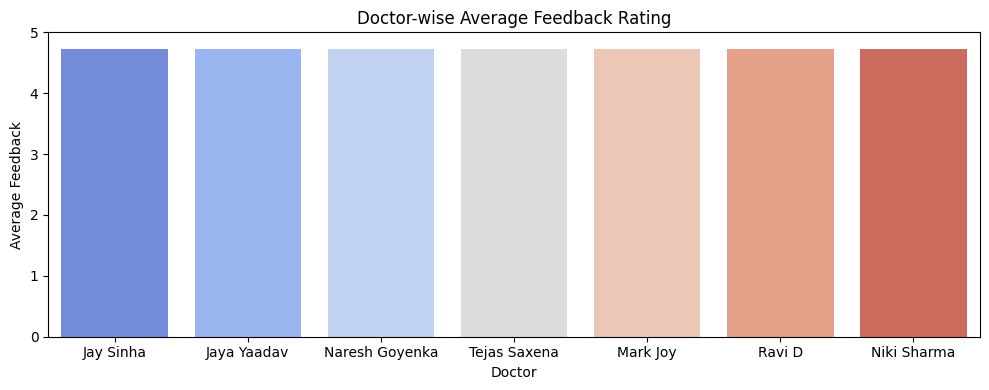 Doctor-wise Average Feedback Rating
Average Feedback
5
4
3
2
1
0
Jay Sinha Jaya Yaadav Naresh Goyenka Tejas Saxena Mark Joy Ravi D Niki Sharma
Doctor